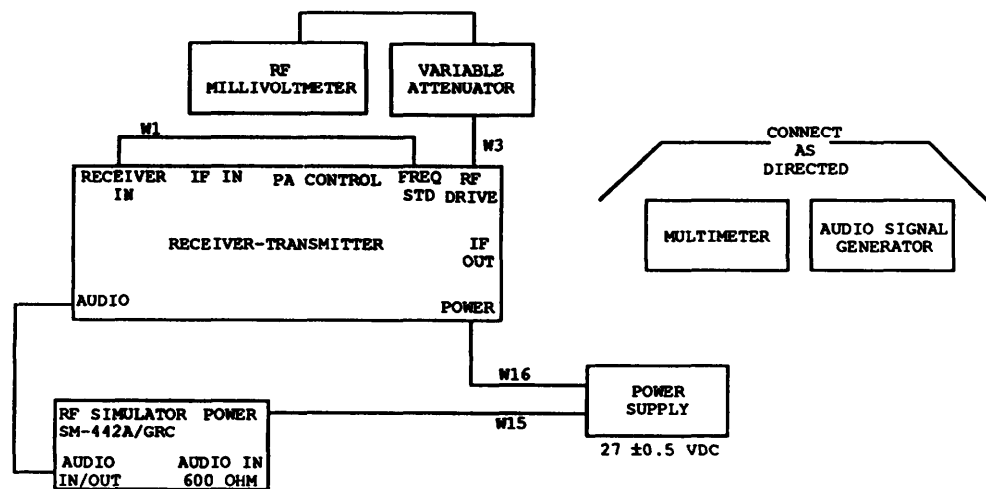 RF
MILLIVOLTMETER
VARIABLE
ATTENUATOR
W1
W3
CONNECT
AS
DIRECTED
RECEIVER
IN
IF IN
PA CONTROL
FREQ
STD
RF
DRIVE
RECEIVER-TRANSMITTER
IF
OUT
MULTIMETER
AUDIO SIGNAL
GENERATOR
AUDIO
POWER
W16
POWER
SUPPLY
27 ±0.5 VDC
W15
RF SIMULATOR POWER
SM-442A/GRC
AUDIO
IN/OUT
AUDIO IN
600 OHM